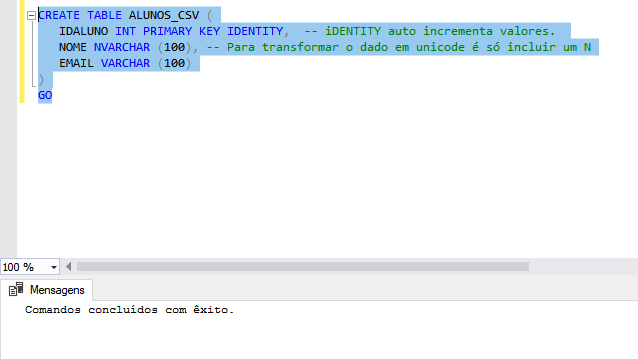 CREATE TABLE ALUNOS_CSV (
IDALUNO INT PRIMARY KEY IDENTITY, -- iDENTITY auto incrementa valores.
NOME NVARCHAR (100), -- Para transformar o dado em unicode é só incluir um N
EMAIL VARCHAR (100)
)
GO
100 %
Mensagens
Comandos concluídos com êxito.